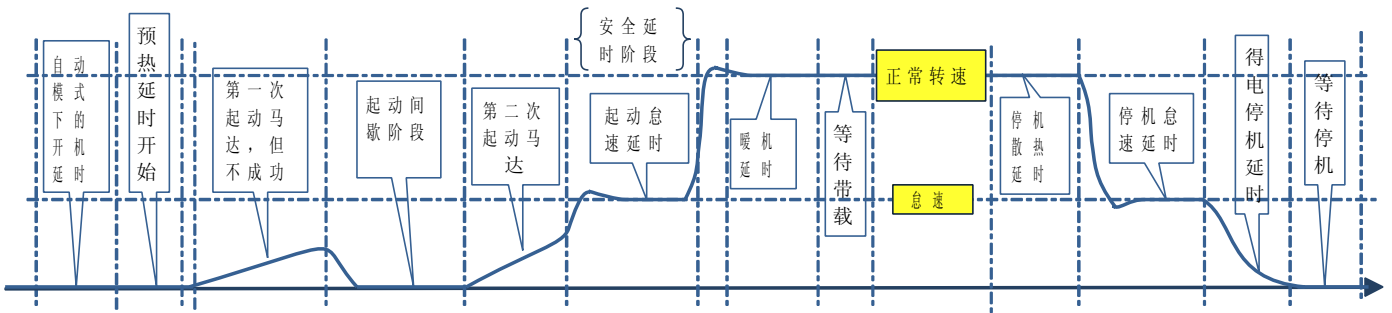 自动
模式
下的
开机
延时
预热延时开始
第一次
起动马
达，但
不成功
起动间
歇阶段
第二次
起动马
达
安全延
时阶段
起动怠
速延时
暖机
延时
等待带载
正常转速
怠速
停机
散热
延时
停机怠
速延时
得电停机延时
等待停机